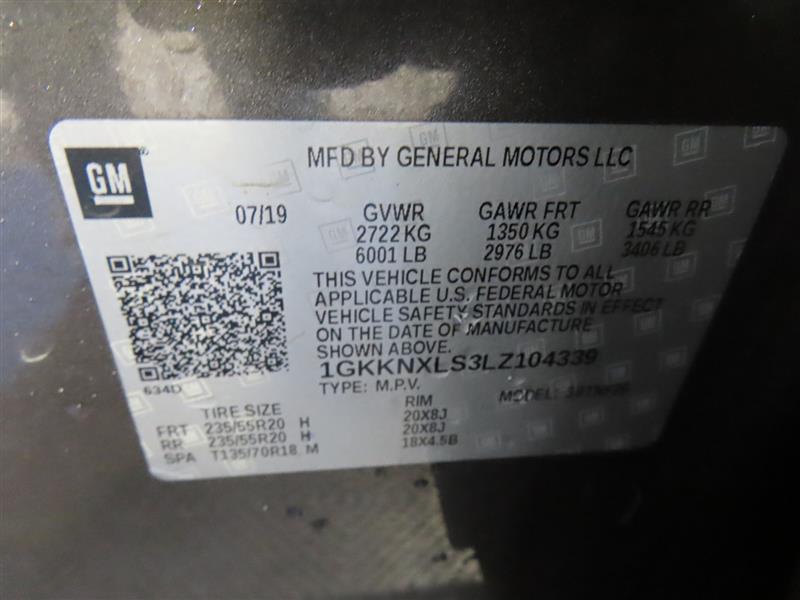 GM
MFD BY GENERAL MOTORS LLC
07/19 GVWR GAWR FRT GAWR RR
2722 KG 1350 KG 1545 KG
6001 LB 2976 LB 3406 LB
THIS VEHICLE CONFORMS TO ALL
APPLICABLE U.S. FEDERAL MOTOR
VEHICLE SAFETY STANDARDS IN EFFECT
ON THE DATE OF MANUFACTURE
SHOWN ABOVE.
1GKKNXLS3LZ104339
634D
TYPE: M.P.V. MODEL:
TIRE SIZE RIM
FRT 235/55R20 H 20X8J
RR 235/55R20 H 20X8J
SPA T135/70R18 M 18X4.5B